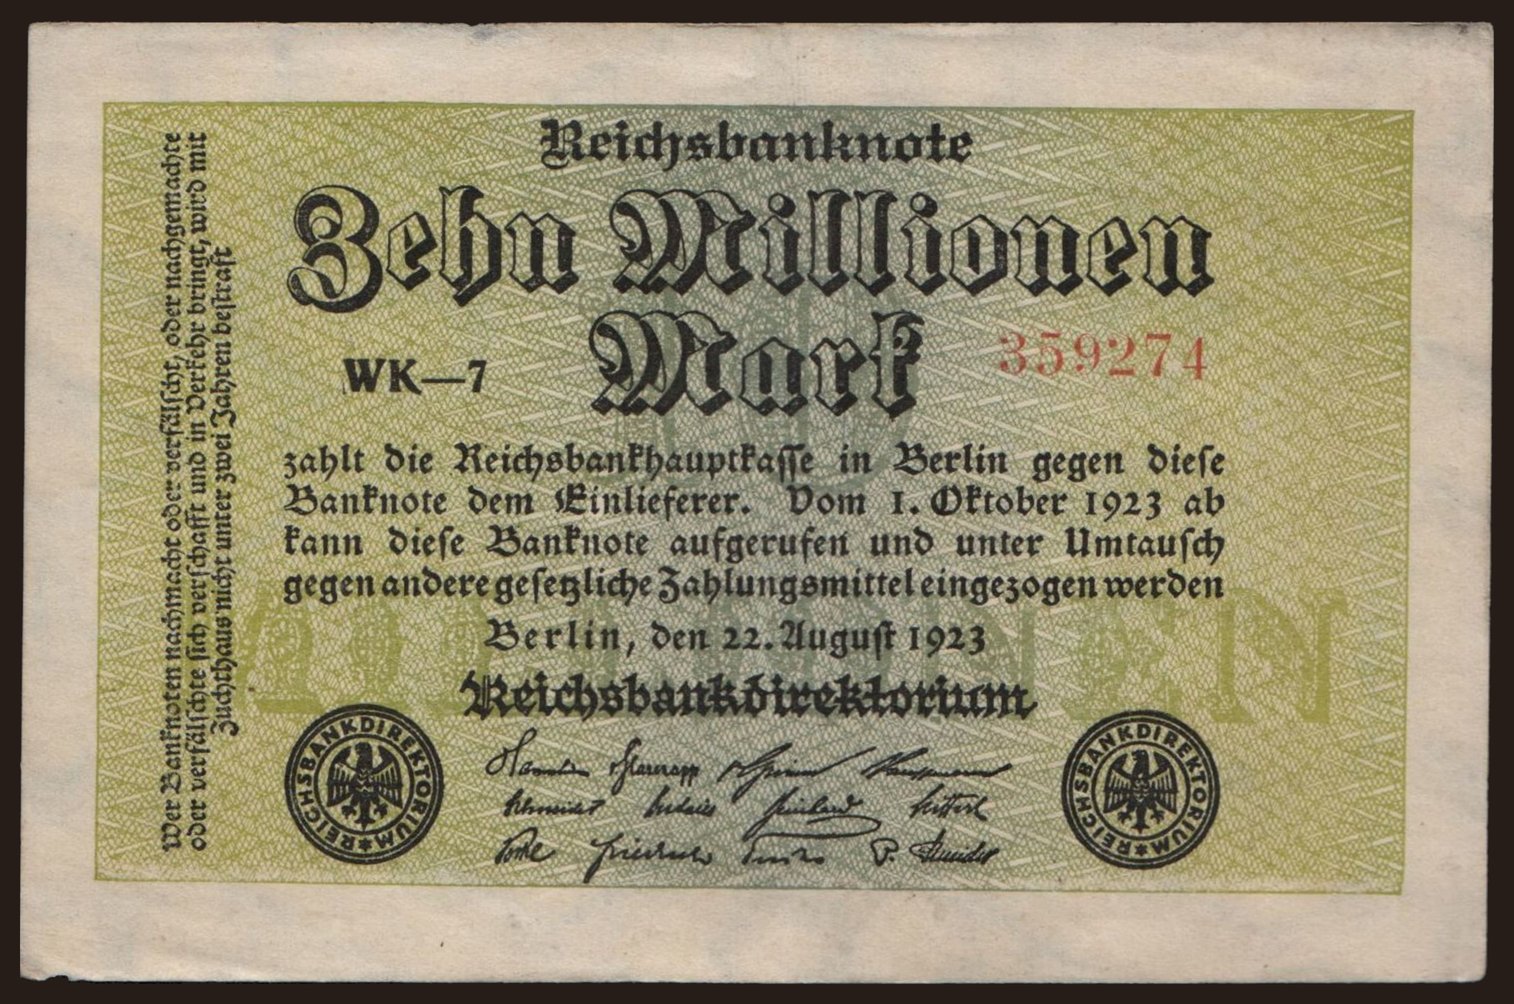 Reichsbanknote
Zehn Millionen
Mark
WK—7
359274
zahlt die Reichsbankhauptkasse in Berlin gegen diese
Banknote dem Einlieferer. Vom 1. Oktober 1923 ab
kann diese Banknote aufgerufen und unter Umtausch
gegen andere gesetzliche Zahlungsmittel eingezogen werden
Berlin, den 22. August 1923
Reichsbankdirektorium
REICHSBANKDIREKTORIUM
REICHSBANKDIREKTORIUM
Wer Banknoten nachmacht oder verfälscht, oder nachgemachte
oder verfälschte sich verschafft und in Verkehr bringt, wird mit
Zuchthaus nicht unter zwei Jahren bestraft
10
MILLIONEN